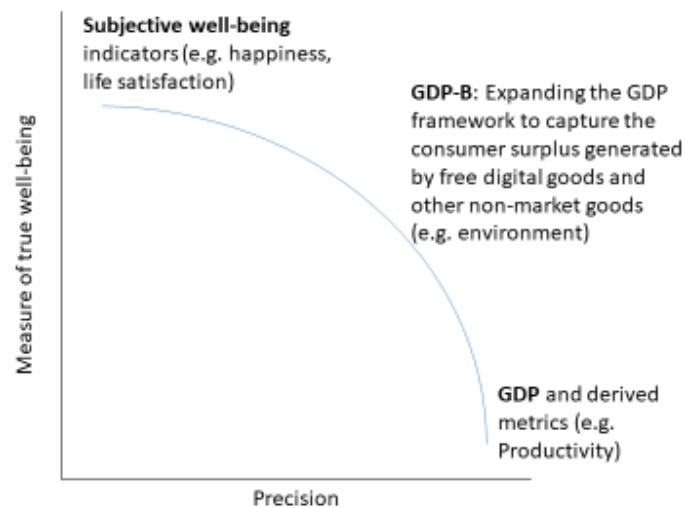 Subjective well-being
indicators (e.g. happiness,
life satisfaction)
GDP-B: Expanding the GDP
framework to capture the
consumer surplus generated
by free digital goods and
other non-market goods
(e.g. environment)
GDP and derived
metrics (e.g.
Productivity)
Measure of true well-being
Precision